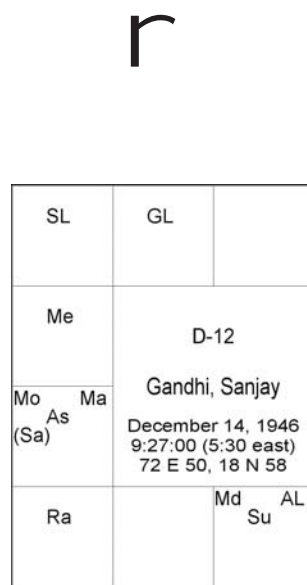 r
SL GL
Me
D-12
Gandhi, Sanjay
Mo Ma
As
(Sa)
December 14, 1946
9:27:00 (5:30 east)
72 E 50, 18 N 58
Ra
Md AL
Su